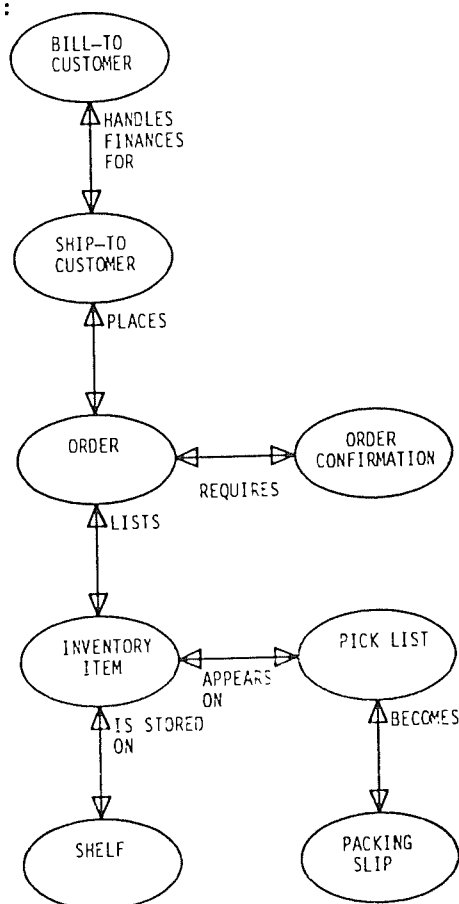 :
BILL-TO
CUSTOMER
HANDLES
FINANCES
FOR
SHIP-TO
CUSTOMER
PLACES
ORDER
ORDER
CONFIRMATION
REQUIRES
LISTS
INVENTORY
ITEM
APPEARS
ON
PICK LIST
IS STORED
ON
BECOMES
SHELF
PACKING
SLIP